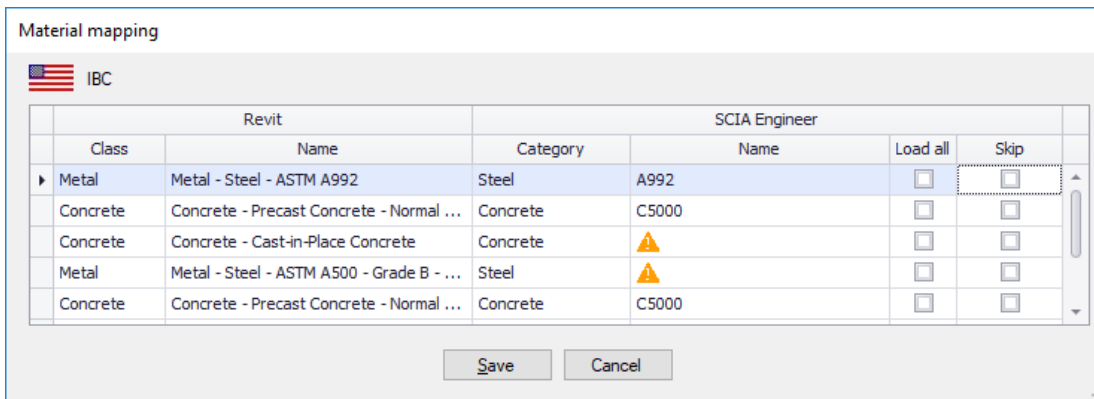 Material mapping
IBC
Revit SCIA Engineer
Class Name Category Name Load all Skip
Metal Metal - Steel - ASTM A992 Steel A992
Concrete Concrete - Precast Concrete - Normal ... Concrete C5000
Concrete Concrete - Cast-in-Place Concrete Concrete
Metal Metal - Steel - ASTM A500 - Grade B - ... Steel
Concrete Concrete - Precast Concrete - Normal ... Concrete C5000
Save Cancel